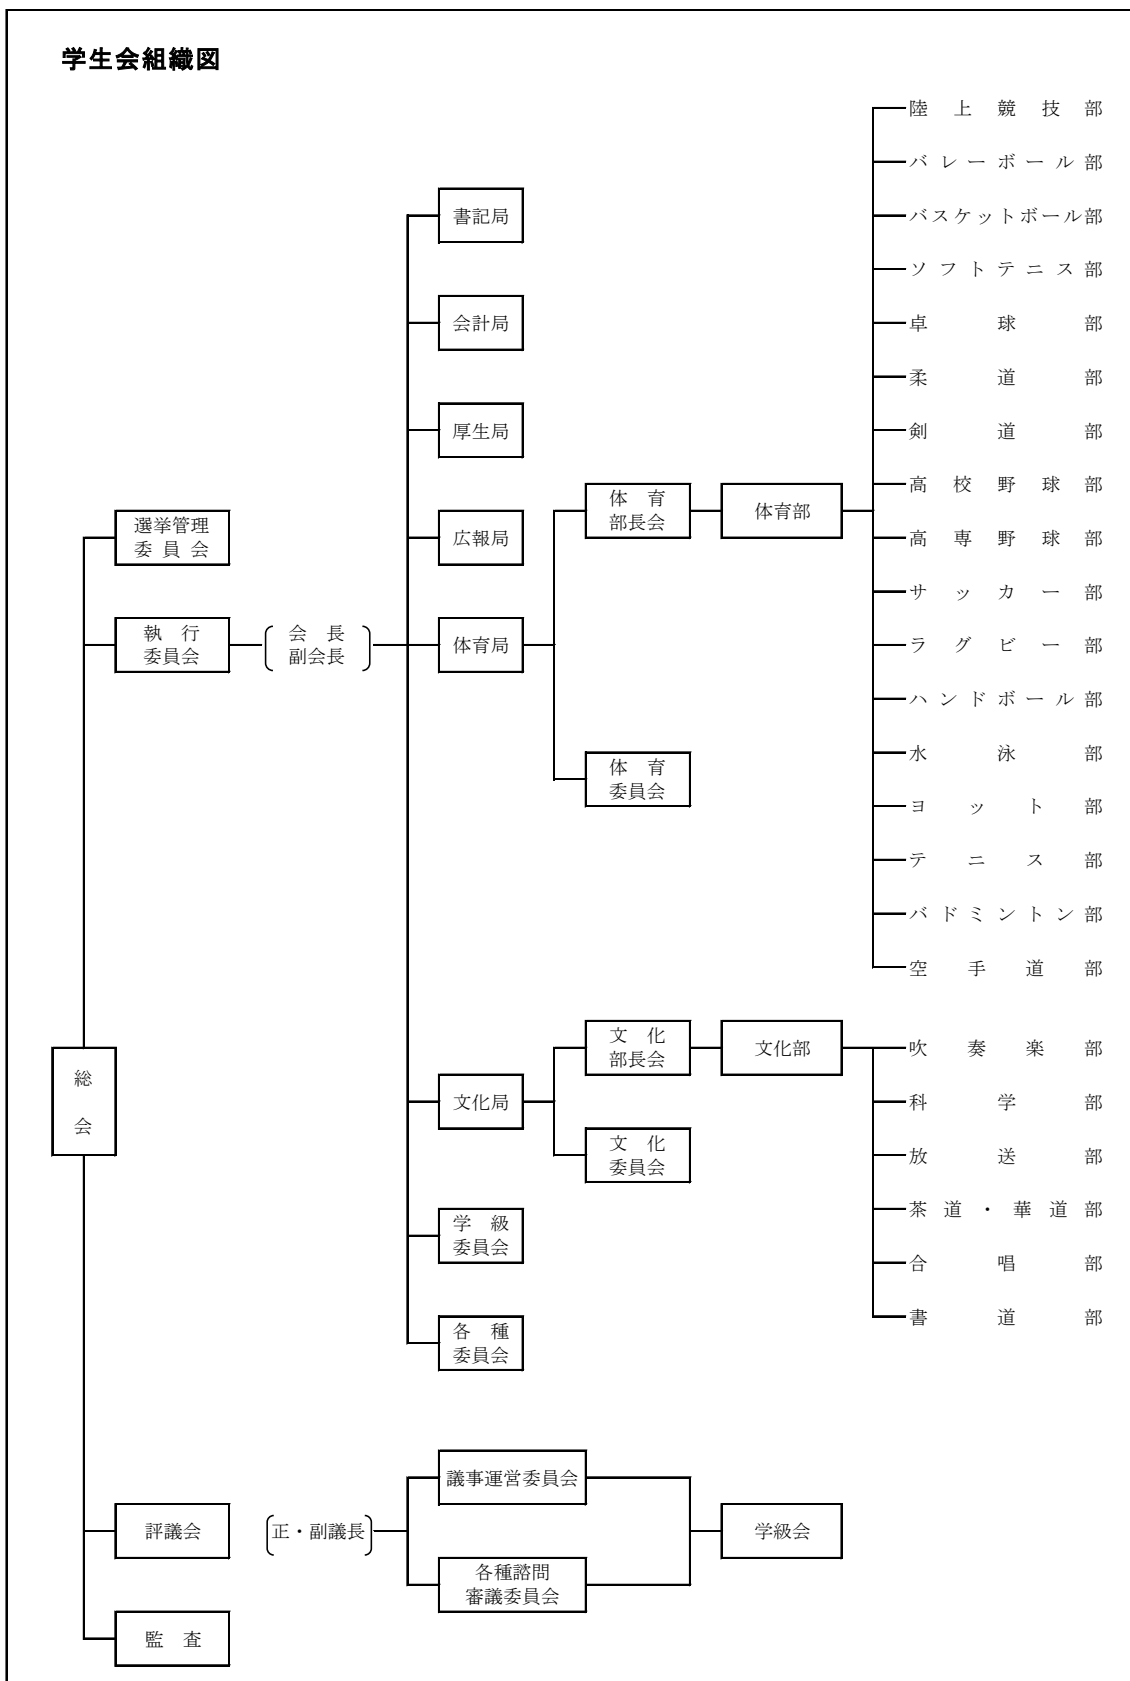 学生会組織図
陸上競技部
バレーボール部
バスケットボール部
ソフトテニス部
卓球部
柔道部
剣道部
高校野球部
高専野球部
サッカー部
ラグビー部
ハンドボール部
水泳部
ヨット部
テニス部
バドミントン部
空手道部
書記局
会計局
厚生局
広報局
体育局
体育
部長会
体育部
体育
委員会
選挙管理
委員会
執行
委員会
会長
副会長
総
会
文化局
文化
部長会
文化部
文化
委員会
吹奏楽部
科学部
放送部
茶道・華道部
合唱部
書道部
学級
委員会
各種
委員会
評議会
正・副議長
議事運営委員会
各種諮問
審議委員会
学級会
監査